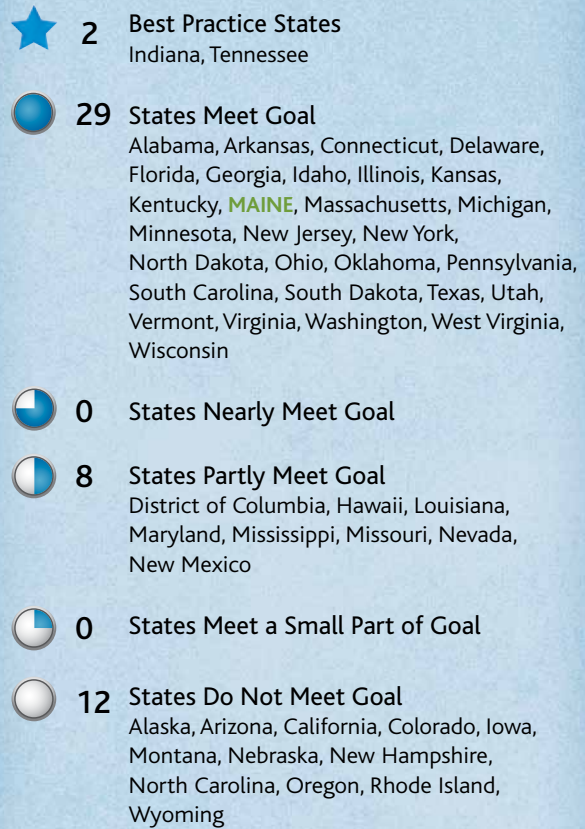 2 Best Practice States
Indiana, Tennessee
29 States Meet Goal
Alabama, Arkansas, Connecticut, Delaware,
Florida, Georgia, Idaho, Illinois, Kansas,
Kentucky, MAINE, Massachusetts, Michigan,
Minnesota, New Jersey, New York,
North Dakota, Ohio, Oklahoma, Pennsylvania,
South Carolina, South Dakota, Texas, Utah,
Vermont, Virginia, Washington, West Virginia,
Wisconsin
0 States Nearly Meet Goal
8 States Partly Meet Goal
District of Columbia, Hawaii, Louisiana,
Maryland, Mississippi, Missouri, Nevada,
New Mexico
0 States Meet a Small Part of Goal
12 States Do Not Meet Goal
Alaska, Arizona, California, Colorado, Iowa,
Montana, Nebraska, New Hampshire,
North Carolina, Oregon, Rhode Island,
Wyoming